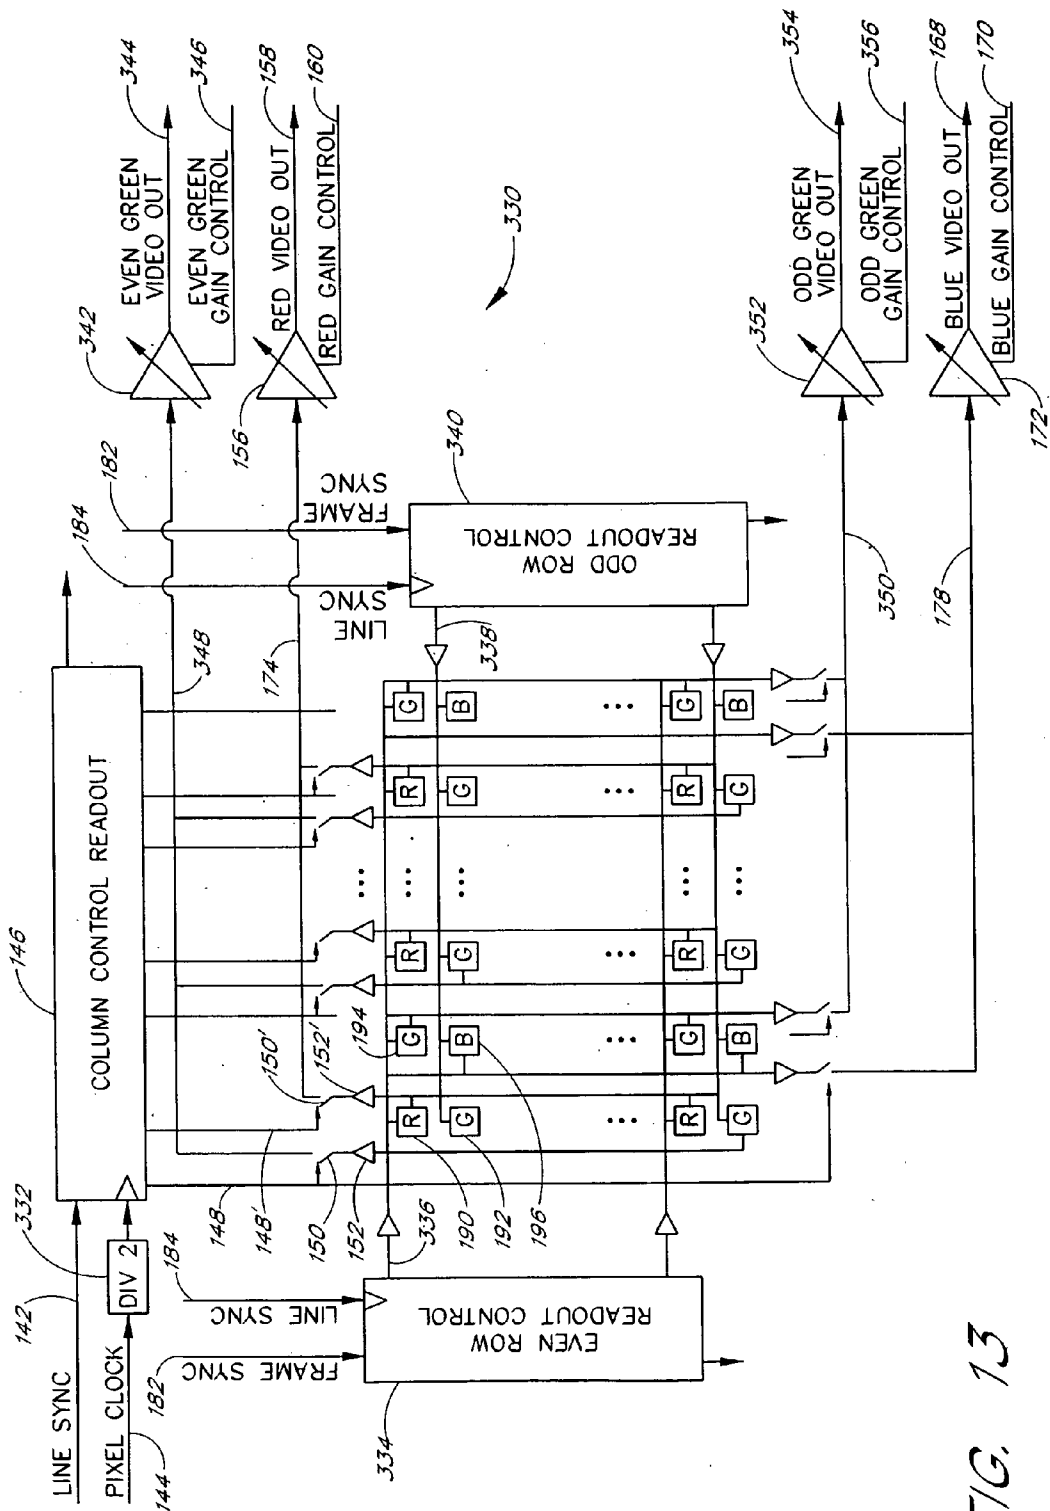 LINE SYNC
142
PIXEL CLOCK
144
332
DIV 2
146
COLUMN CONTROL READOUT
348
174
184
182
342
EVEN GREEN
VIDEO OUT
344
EVEN GREEN
GAIN CONTROL
346
156
RED VIDEO OUT
158
RED GAIN CONTROL
160
148
148'
150
150'
152
152'
182
FRAME SYNC
184
LINE SYNC
334
EVEN ROW
READOUT CONTROL
336
190
192
194
196
R G R R G
G B G G B
R G R R G
G B G G B
LINE
SYNC
FRAME
SYNC
338
340
ODD ROW
READOUT CONTROL
330
350
178
352
ODD GREEN
VIDEO OUT
354
ODD GREEN
GAIN CONTROL
356
BLUE VIDEO OUT
168
BLUE GAIN CONTROL
170
172
FIG. 13